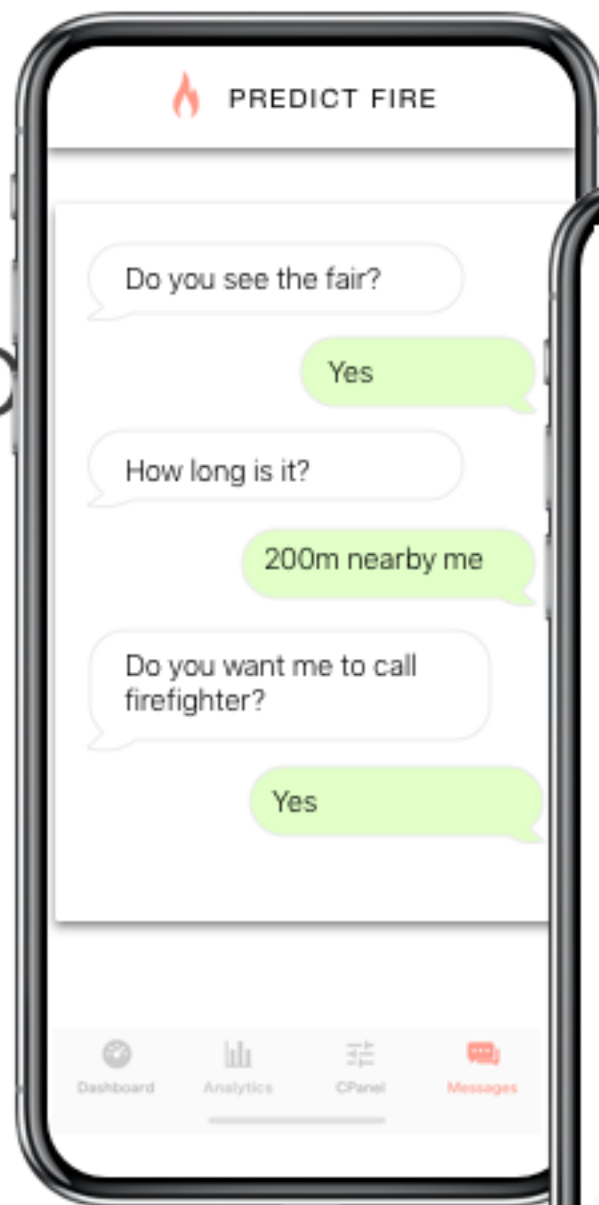 PREDICT FIRE
Do you see the fair?
Yes
How long is it?
200m nearby me
Do you want me to call
firefighter?
Yes
Dashboard
Analytics
CPanel
Messages